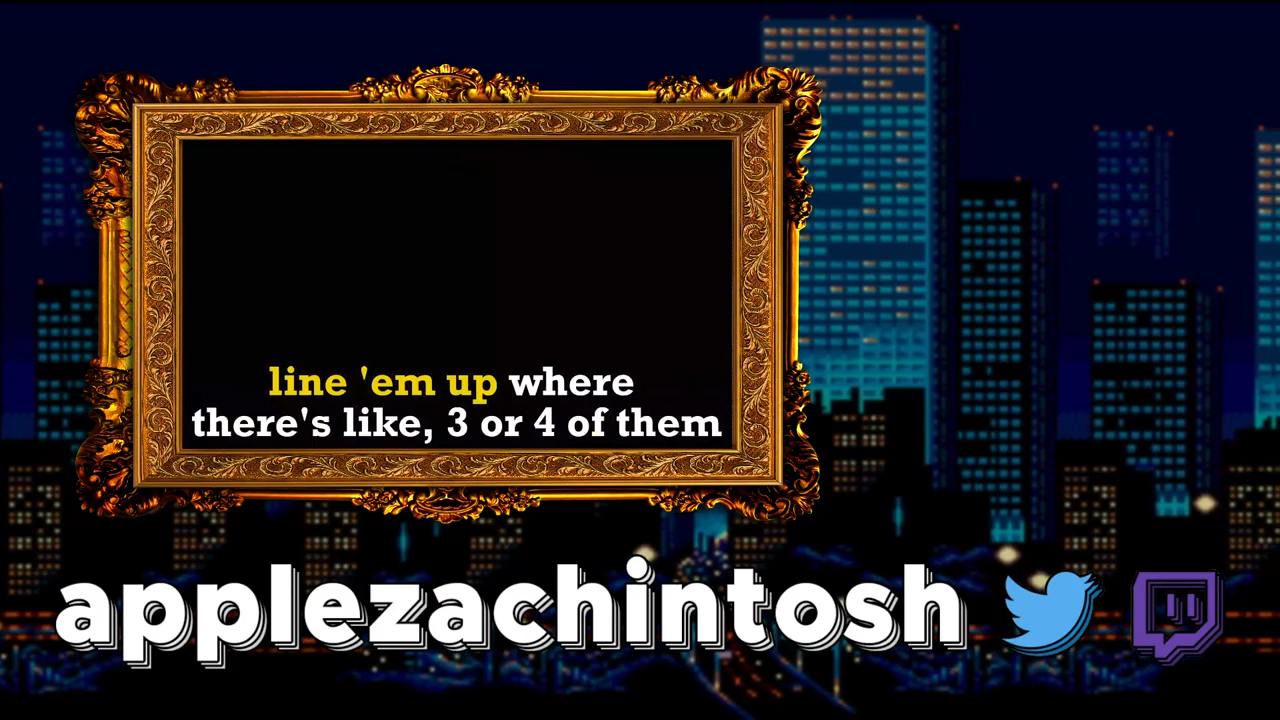 line 'em up where
there's like, 3 or 4 of them
applezachintosh